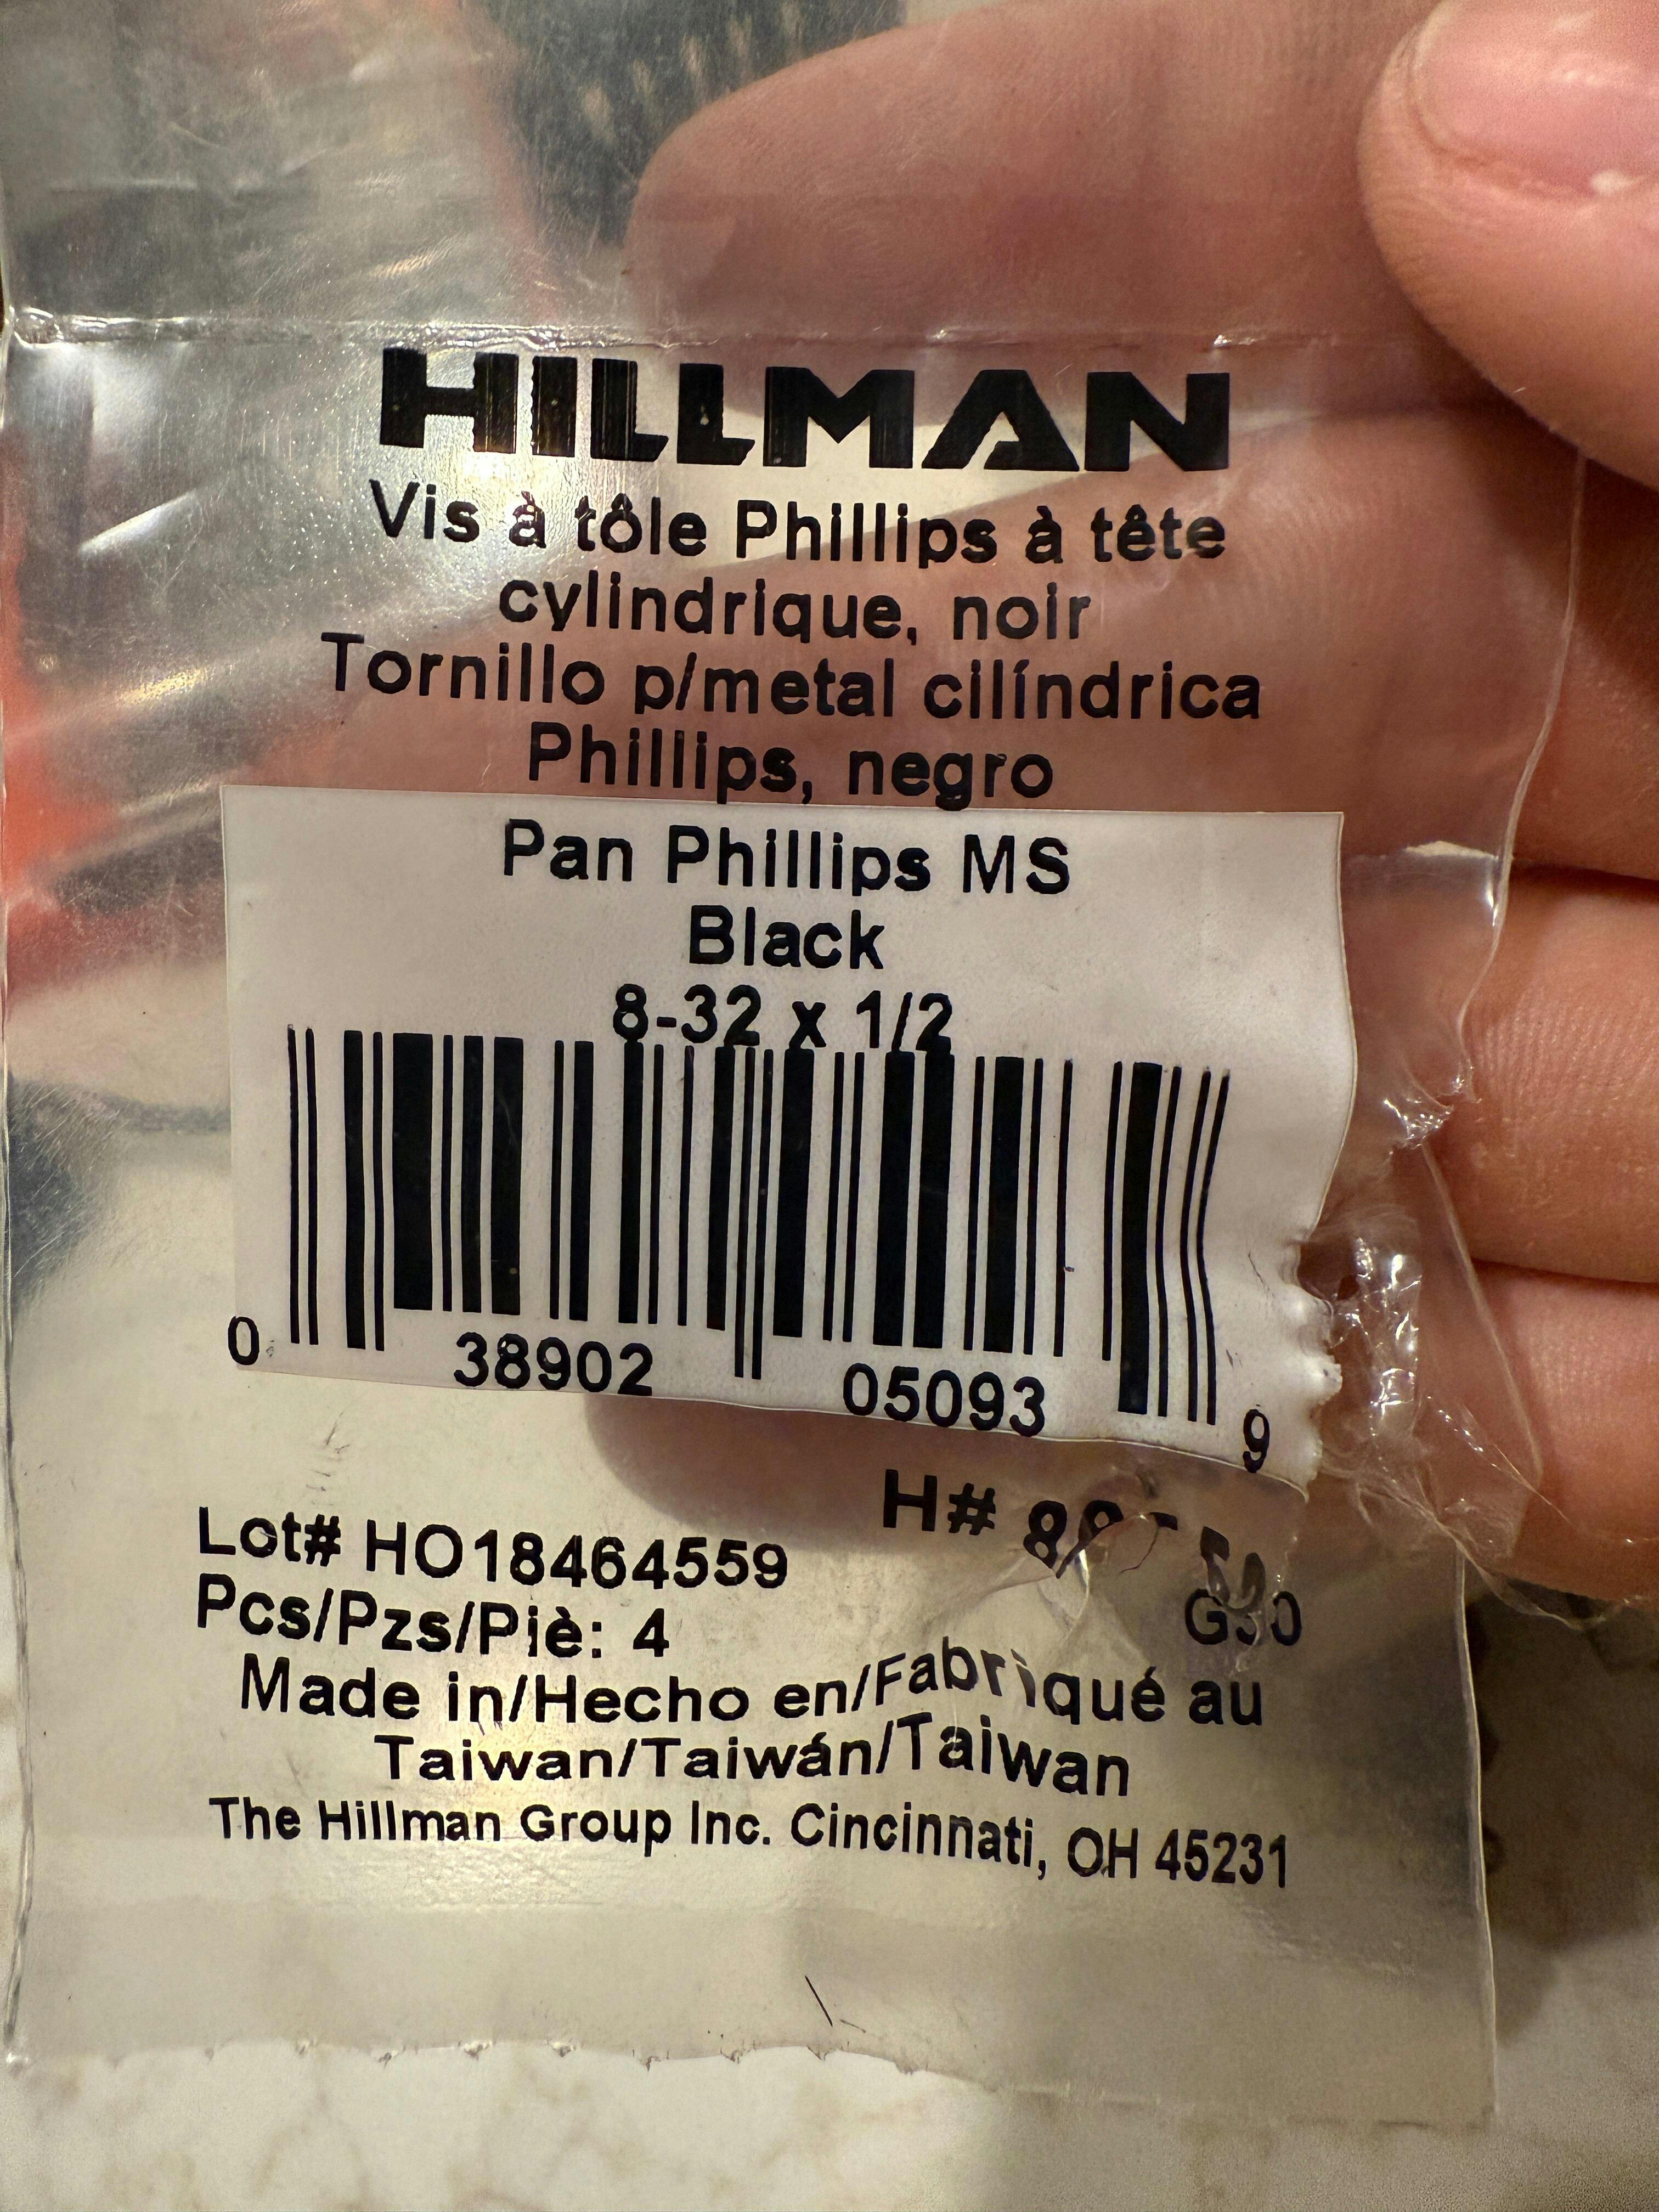 HILLMAN
Vis à tôle Phillips à tête
cylindrique, noir
Tornillo p/metal cilíndrica
Phillips, negro
Pan Phillips MS
Black
8-32 x 1/2
0 38902 05093 9
H#
Lot# HO18464559
Pcs/Pzs/Piè: 4
Made in/Hecho en/Fabriqué au
Taiwan/Taiwán/Taiwan
The Hillman Group Inc. Cincinnati, OH 45231